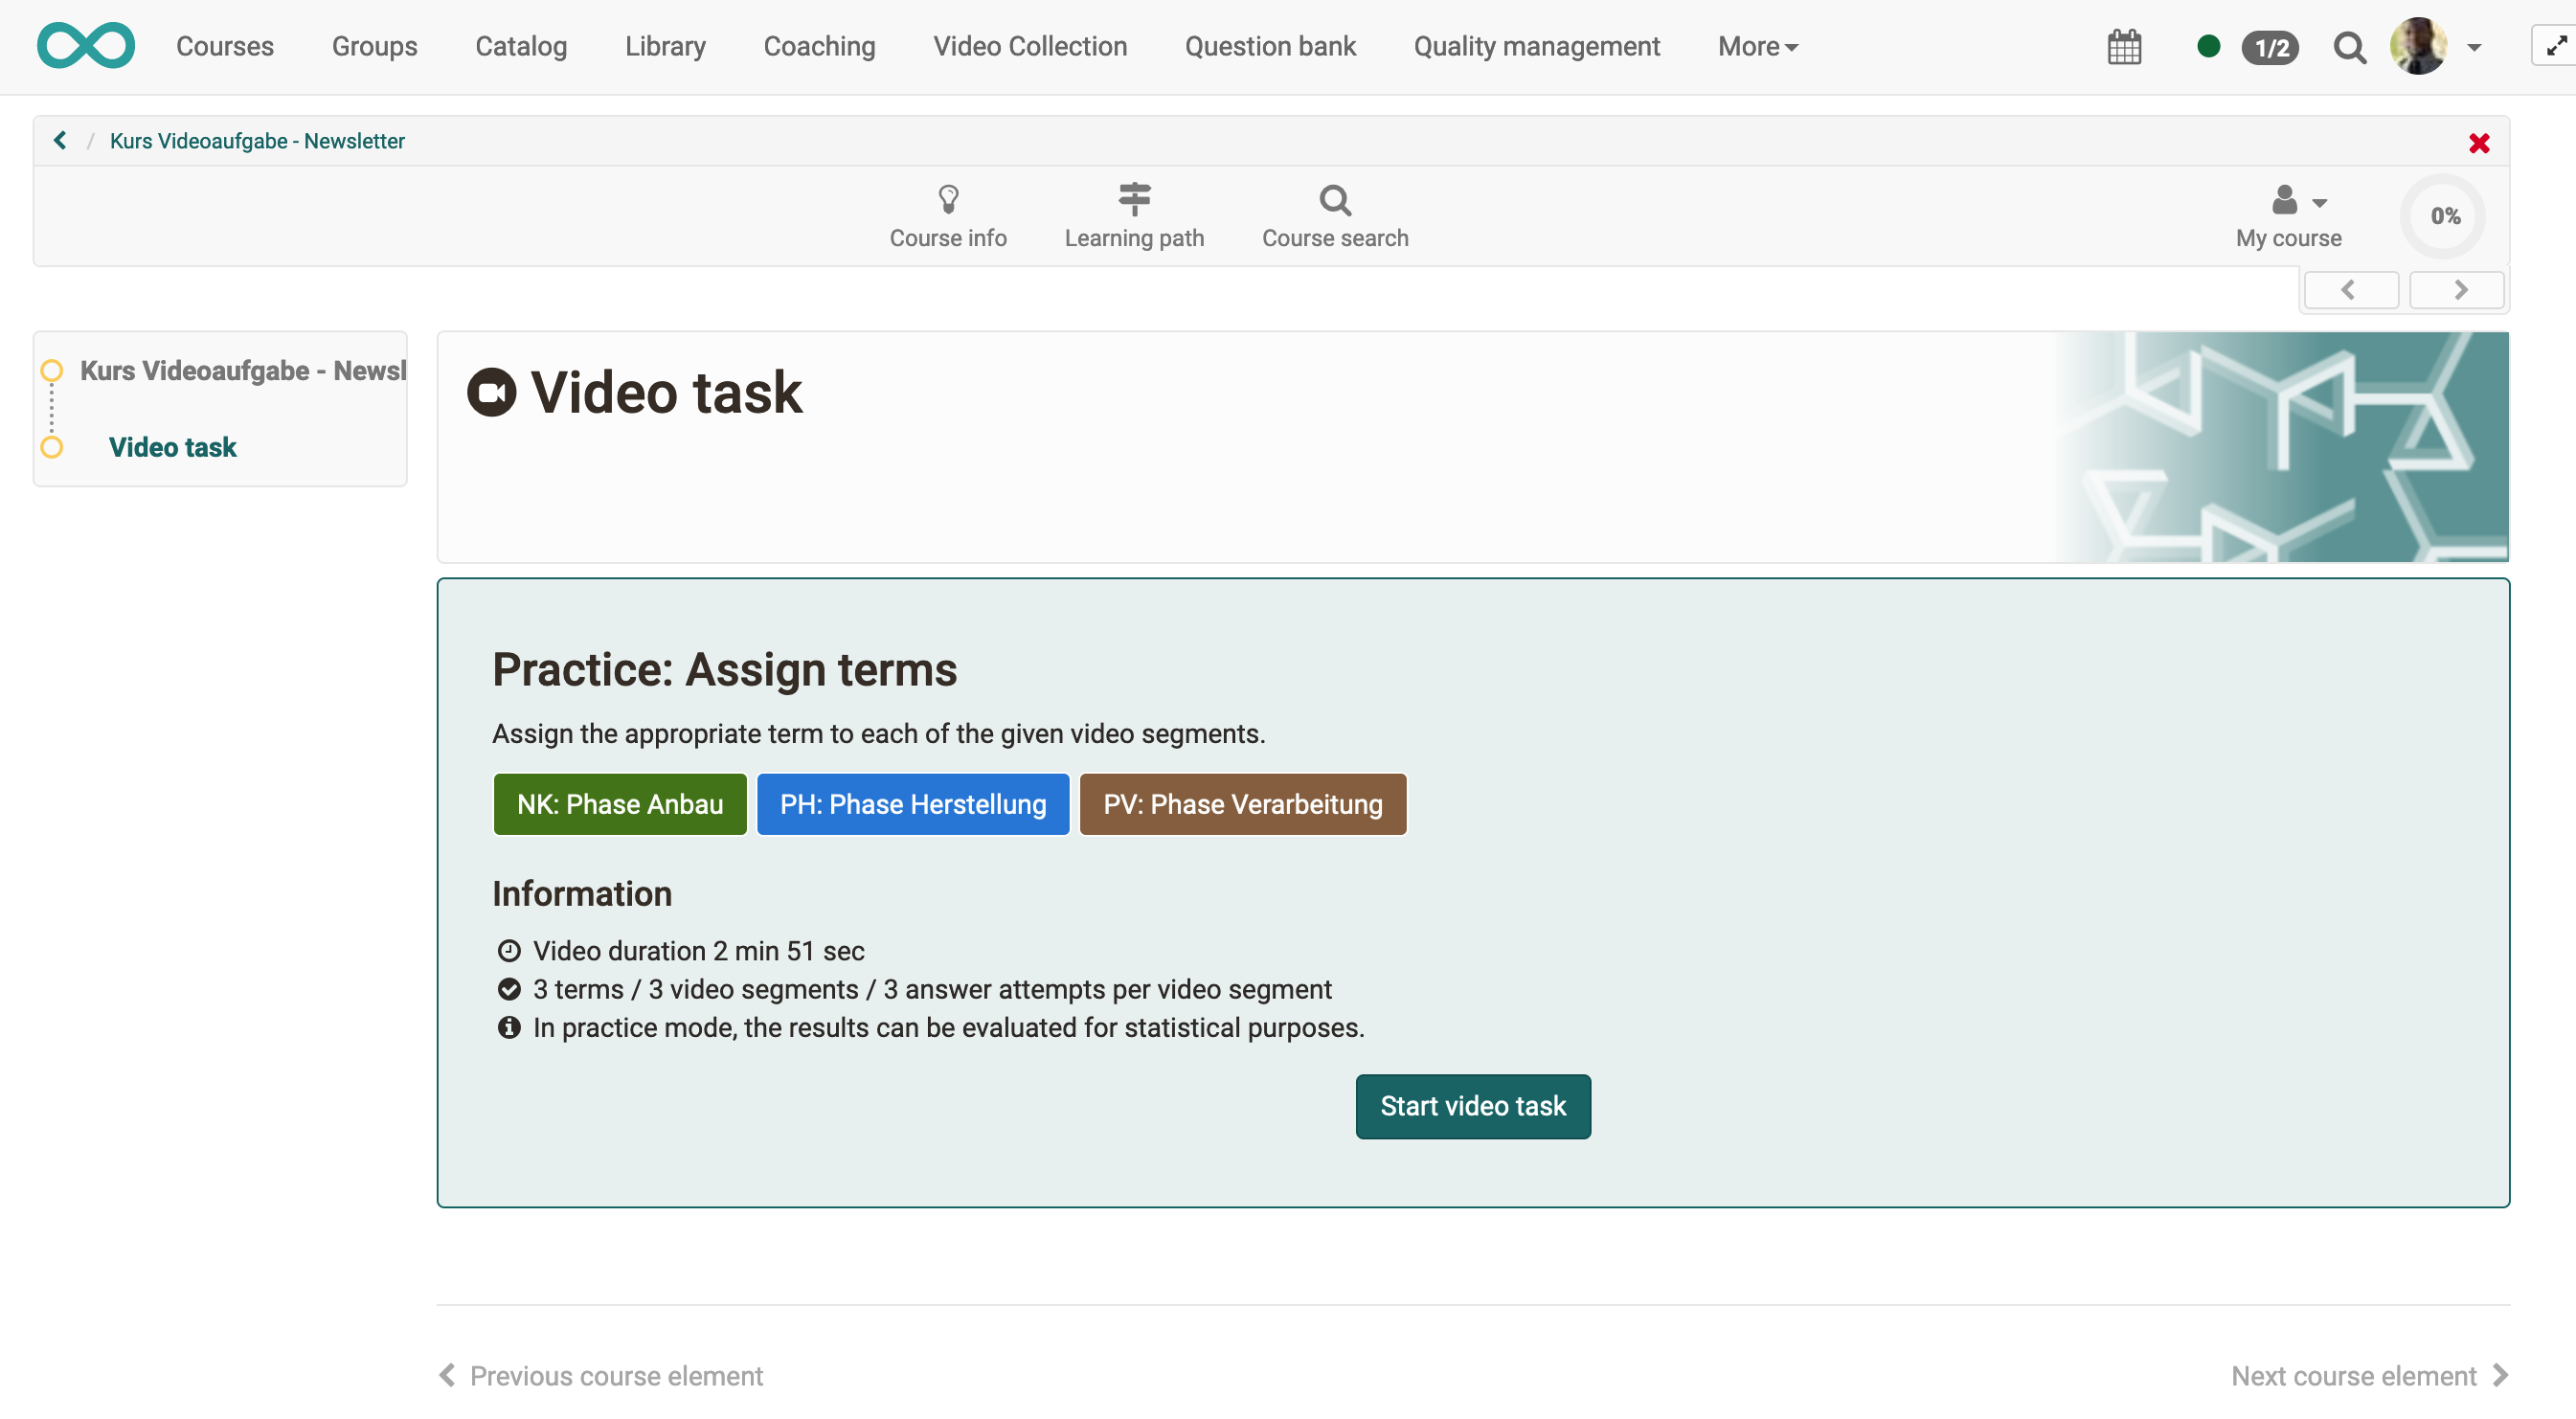 Courses Groups Catalog Library Coaching Video Collection Question bank Quality management More 1/2
/ Kurs Videoaufgabe - Newsletter
Course info Learning path Course search My course 0%
Kurs Videoaufgabe - Newsl
Video task
Video task
Practice: Assign terms
Assign the appropriate term to each of the given video segments.
NK: Phase Anbau PH: Phase Herstellung PV: Phase Verarbeitung
Information
Video duration 2 min 51 sec
3 terms / 3 video segments / 3 answer attempts per video segment
In practice mode, the results can be evaluated for statistical purposes.
Start video task
Previous course element Next course element